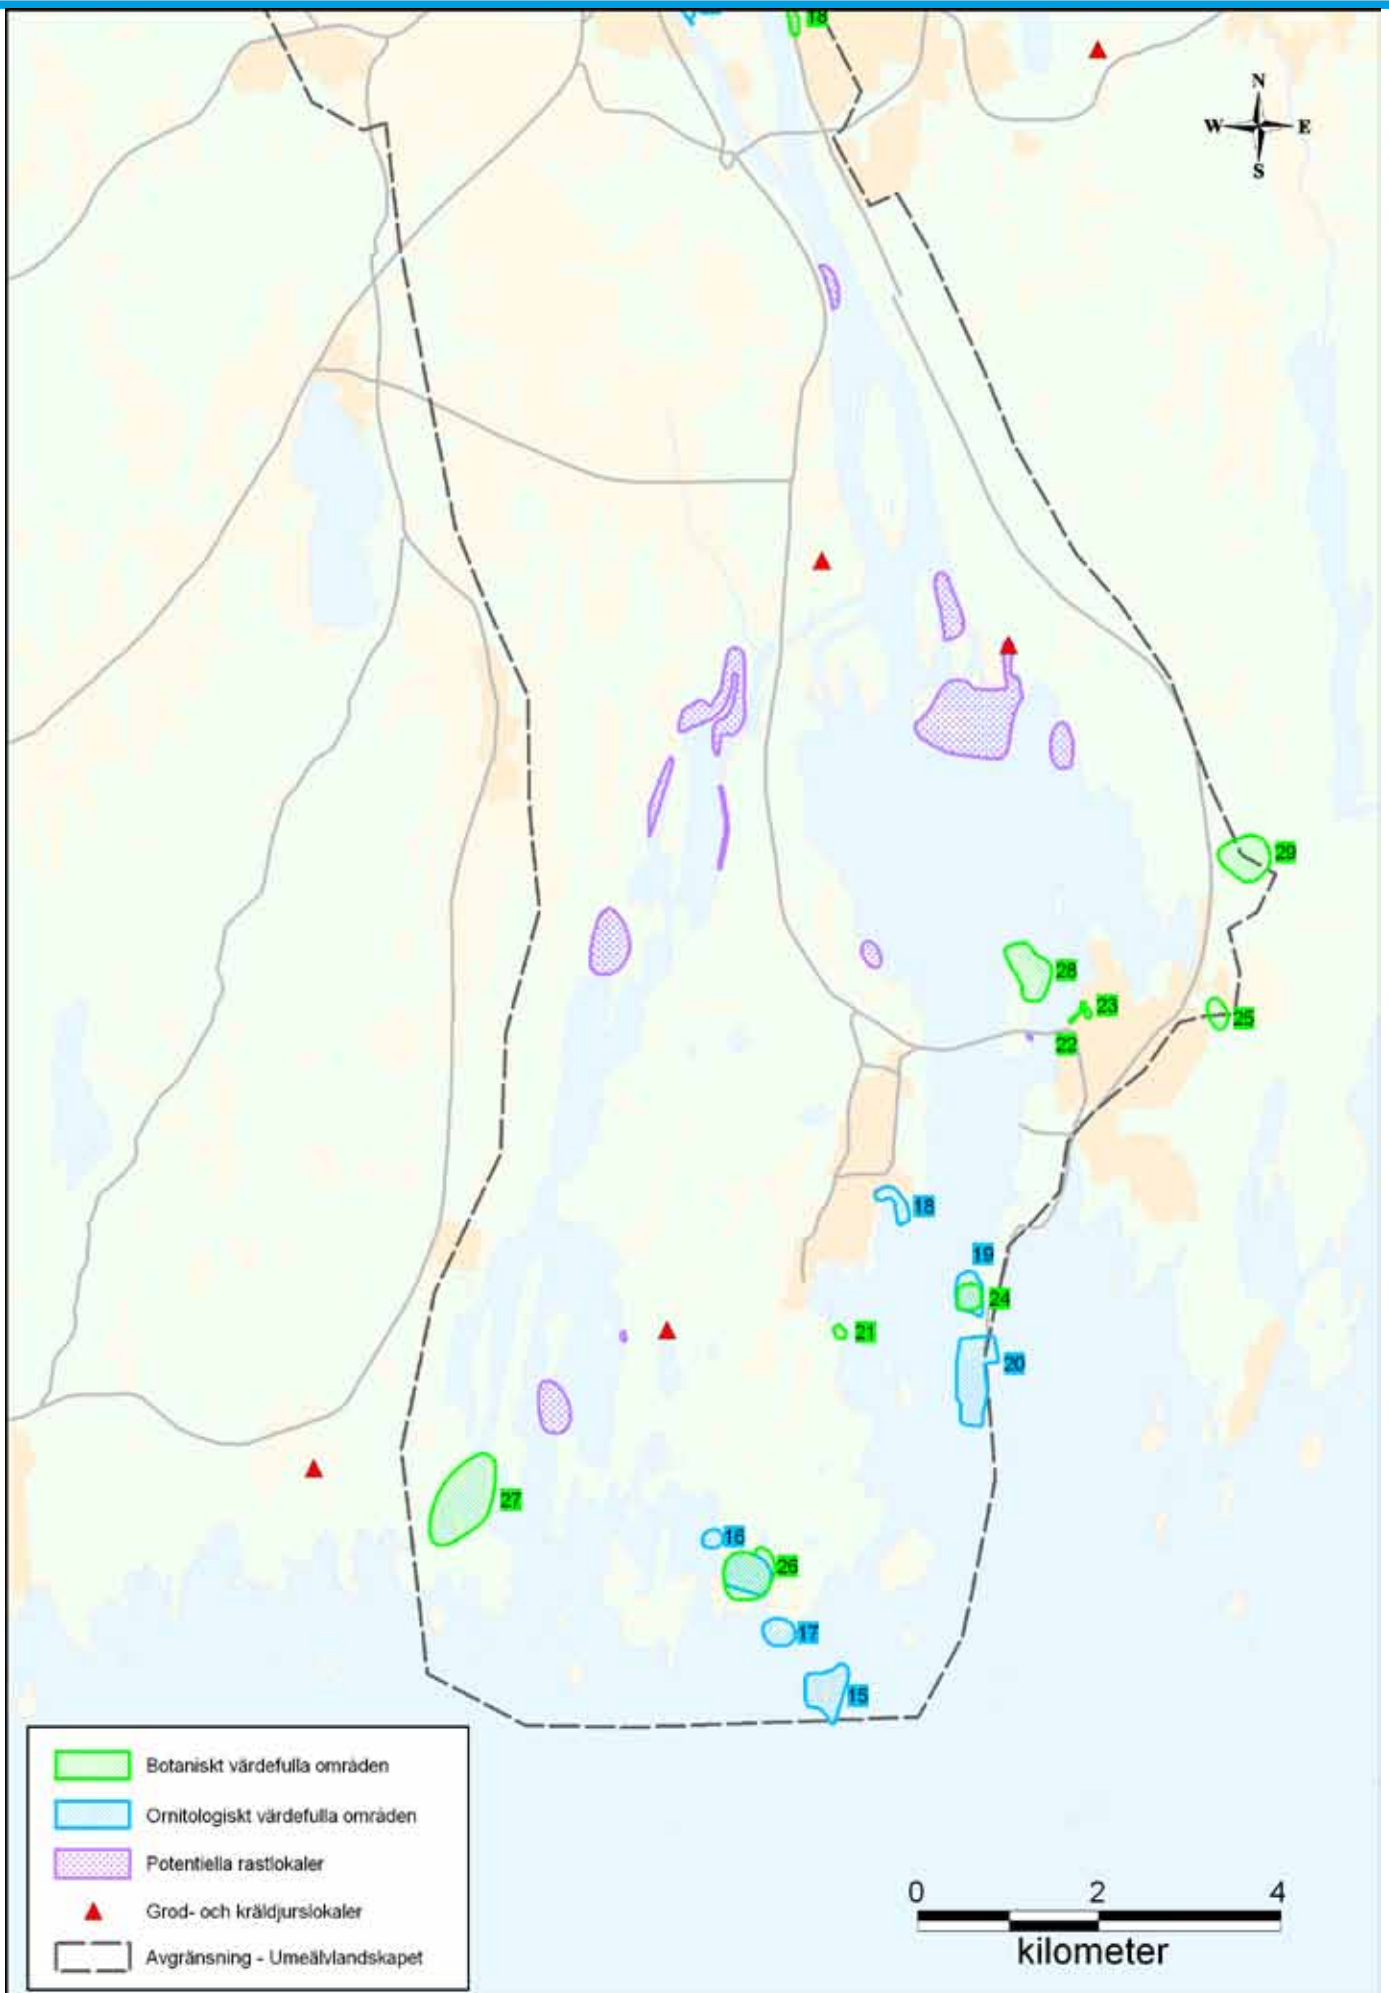 18
N
W E
S
29
28
23
25
22
18
19
24
21
20
27
16
26
17
15
Botaniskt värdefulla områden
Ornitologiskt värdefulla områden
Potentiella rastlokaler
Grod- och kräldjurslokaler
Avgränsning - Umeälvlandskapet
0 2 4
kilometer